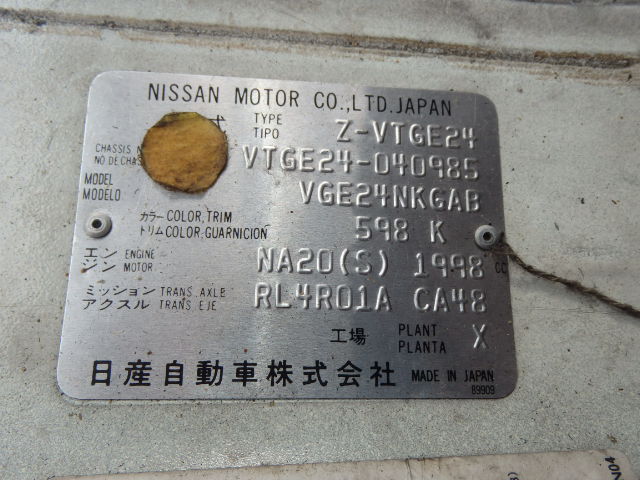 NISSAN MOTOR CO.,LTD. JAPAN
式 TYPE TIPO Z-VTGE24
CHASSIS NO DE CHAS VTGE24-040985
MODEL MODELO VGE24NKGAB
カラー COLOR, TRIM
トリム COLOR, GUARNICION 598 K
エン ENGINE
ジン MOTOR NA20(S) 1998 CC
ミッション TRANS. AXLE
アクスル TRANS. EJE RL4R01A CA48
工場 PLANT PLANTA X
日産自動車株式会社 MADE IN JAPAN
89909